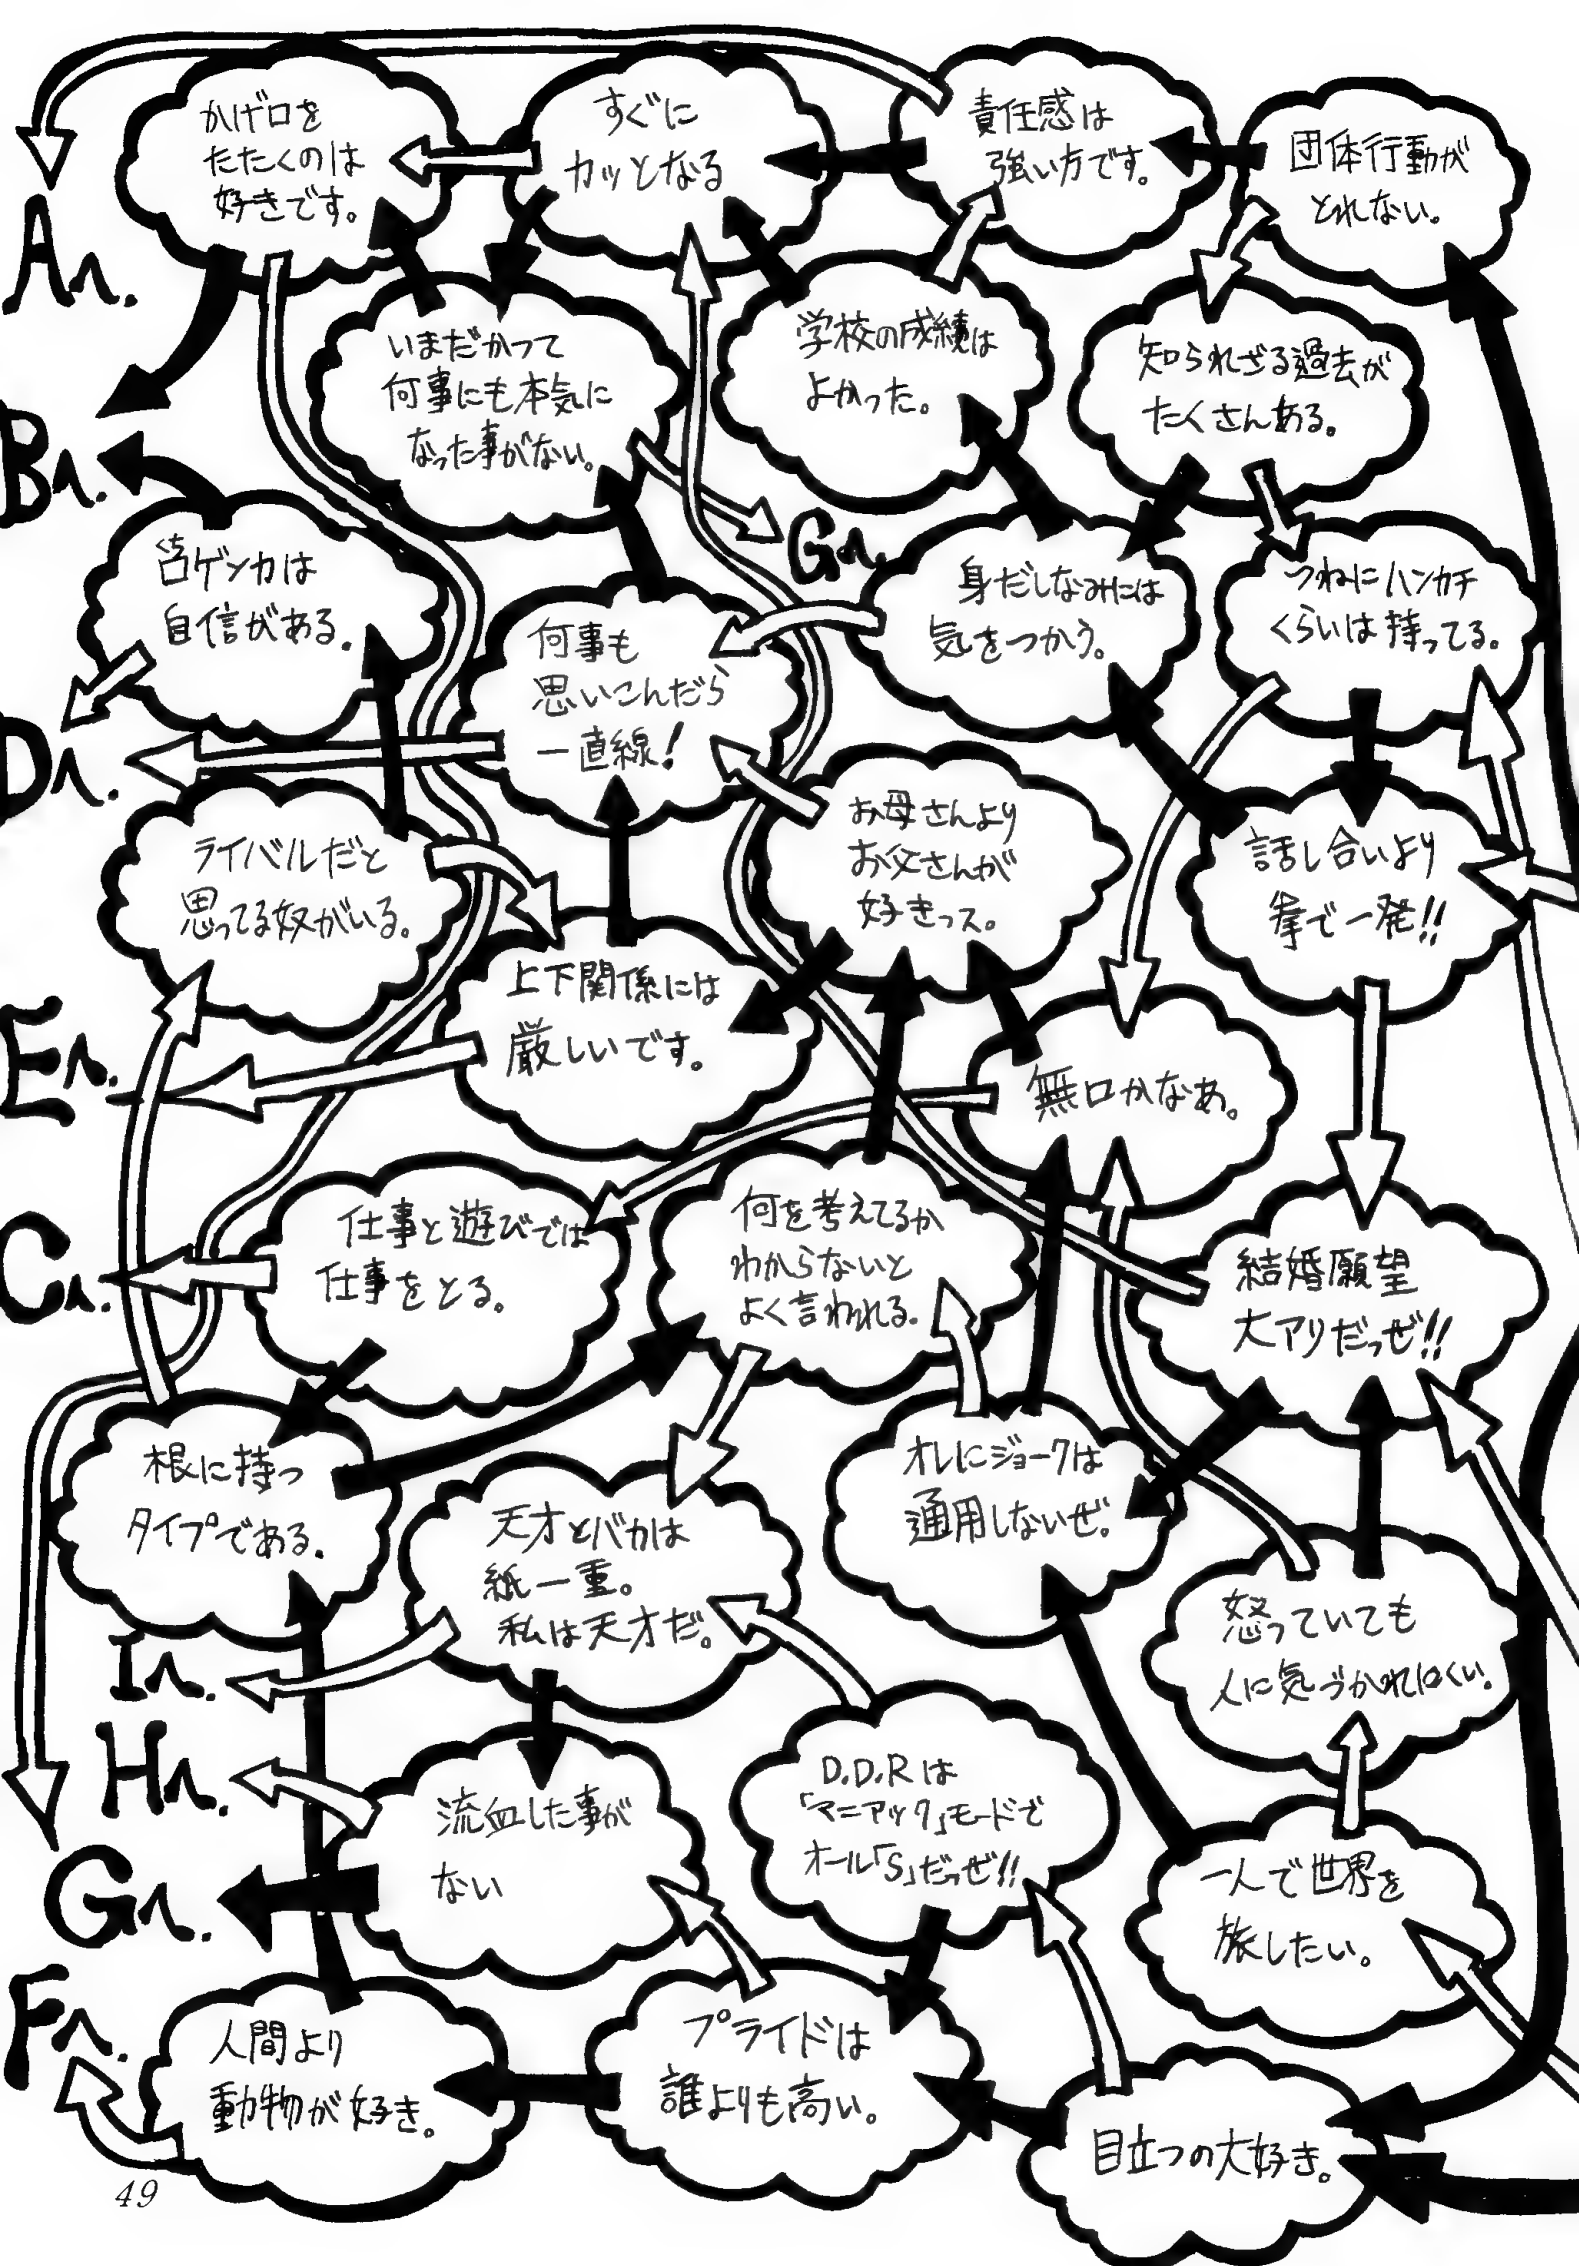 かげ口を
たたくのは
好きです。
すぐに
カッとなる
責任感は
強い方です。
団体行動が
とれない。
A へ.
いまだかつて
何事にも本気に
なった事がない。
学校の成績は
よかった。
知られざる過去が
たくさんある。
B へ.
G へ.
口ゲンカは
自信がある.
何事も
思いこんだら
一直線!
身だしなみには
気をつかう。
つねにハンカチ
くらいは持ってる。
D へ.
ライバルだと
思ってる奴がいる。
お母さんより
お父さんが
好きっス。
話し合いより
拳で一発!!
上下関係には
厳しいです。
E へ.
無口かなあ。
仕事と遊びでは
仕事をとる。
何を考えてるか
わからないと
よく言われる。
結婚願望
大アリだっぜ!!
C へ.
根に持つ
タイプである.
天才とバカは
紙一重。
私は天才だ。
オレにジョークは
通用しないぜ。
怒っていても
人に気づかれにくい.
I へ.
H へ.
流血した事が
ない
D.D.Rは
「マニアック」モードで
オール「S」だっぜ!!
一人で世界を
旅したい。
G へ.
F へ.
人間より
動物が好き。
プライドは
誰よりも高い。
目立つの大好き。
49